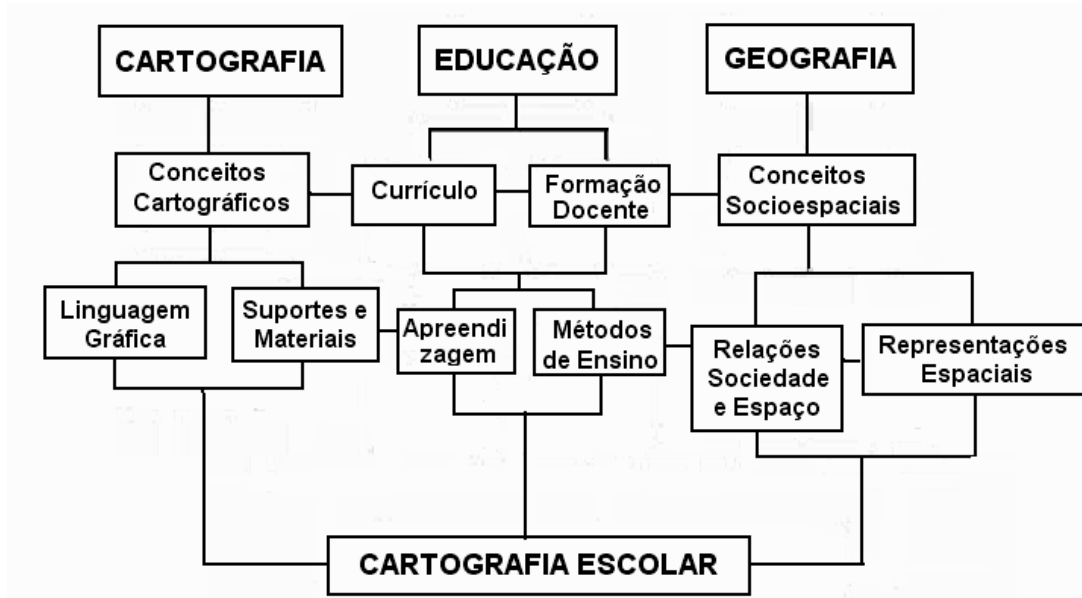 CARTOGRAFIA
EDUCAÇÃO
GEOGRAFIA
Conceitos
Cartográficos
Currículo
Formação
Docente
Conceitos
Socioespaciais
Linguagem
Gráfica
Suportes e
Materiais
Apreendi
zagem
Métodos
de Ensino
Relações
Sociedade
e Espaço
Representações
Espaciais
CARTOGRAFIA ESCOLAR